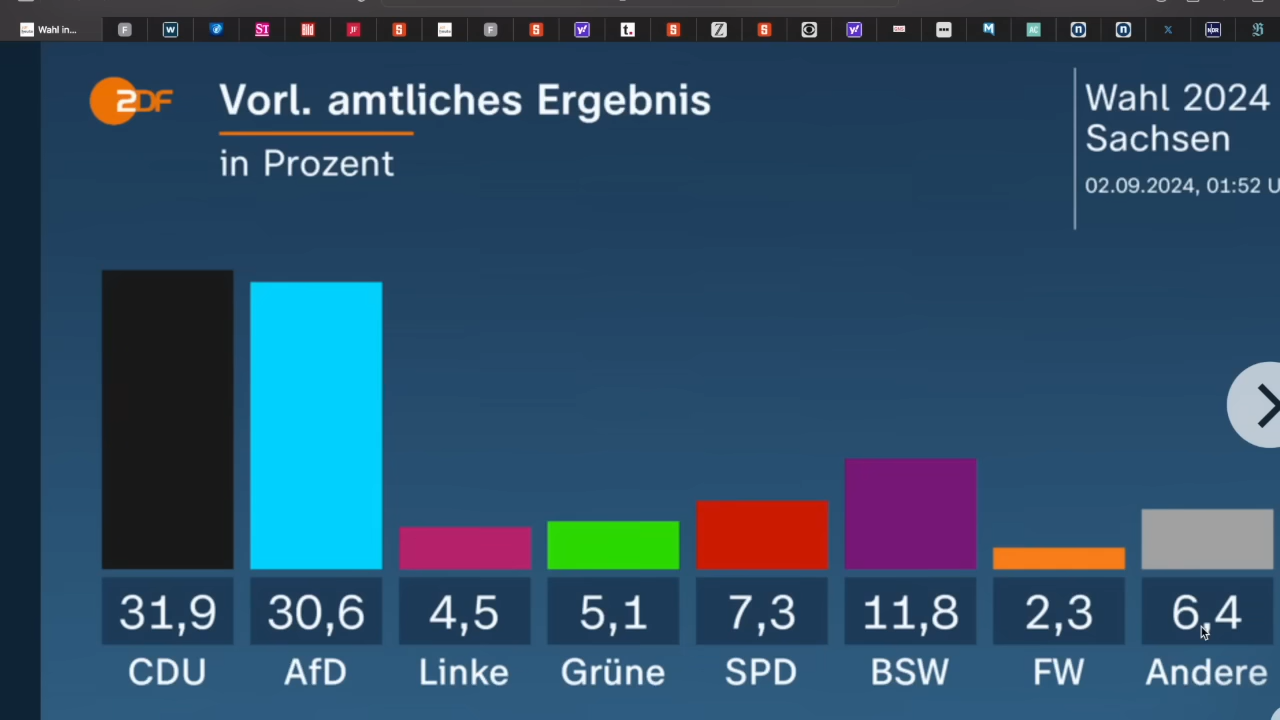 Wahl in...
ZDF
Vorl. amtliches Ergebnis
in Prozent
Wahl 2024
Sachsen
02.09.2024, 01:52 U
31,9 30,6 4,5 5,1 7,3 11,8 2,3 6,4
CDU AfD Linke Grüne SPD BSW FW Andere